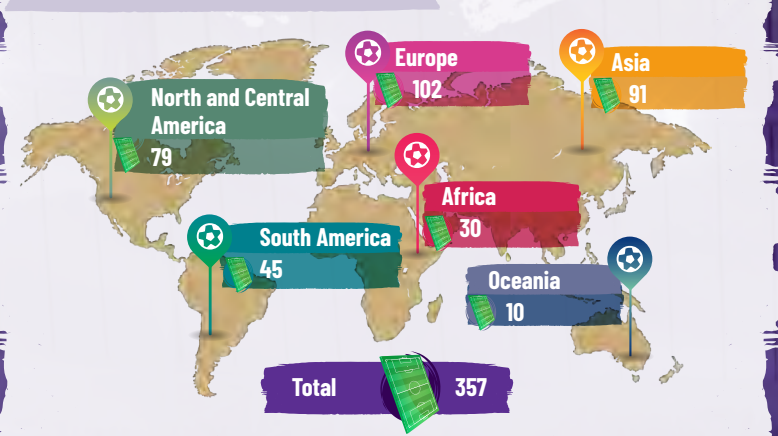 Europe
102
Asia
91
North and Central
America
79
Africa
30
South America
45
Oceania
10
Total
357